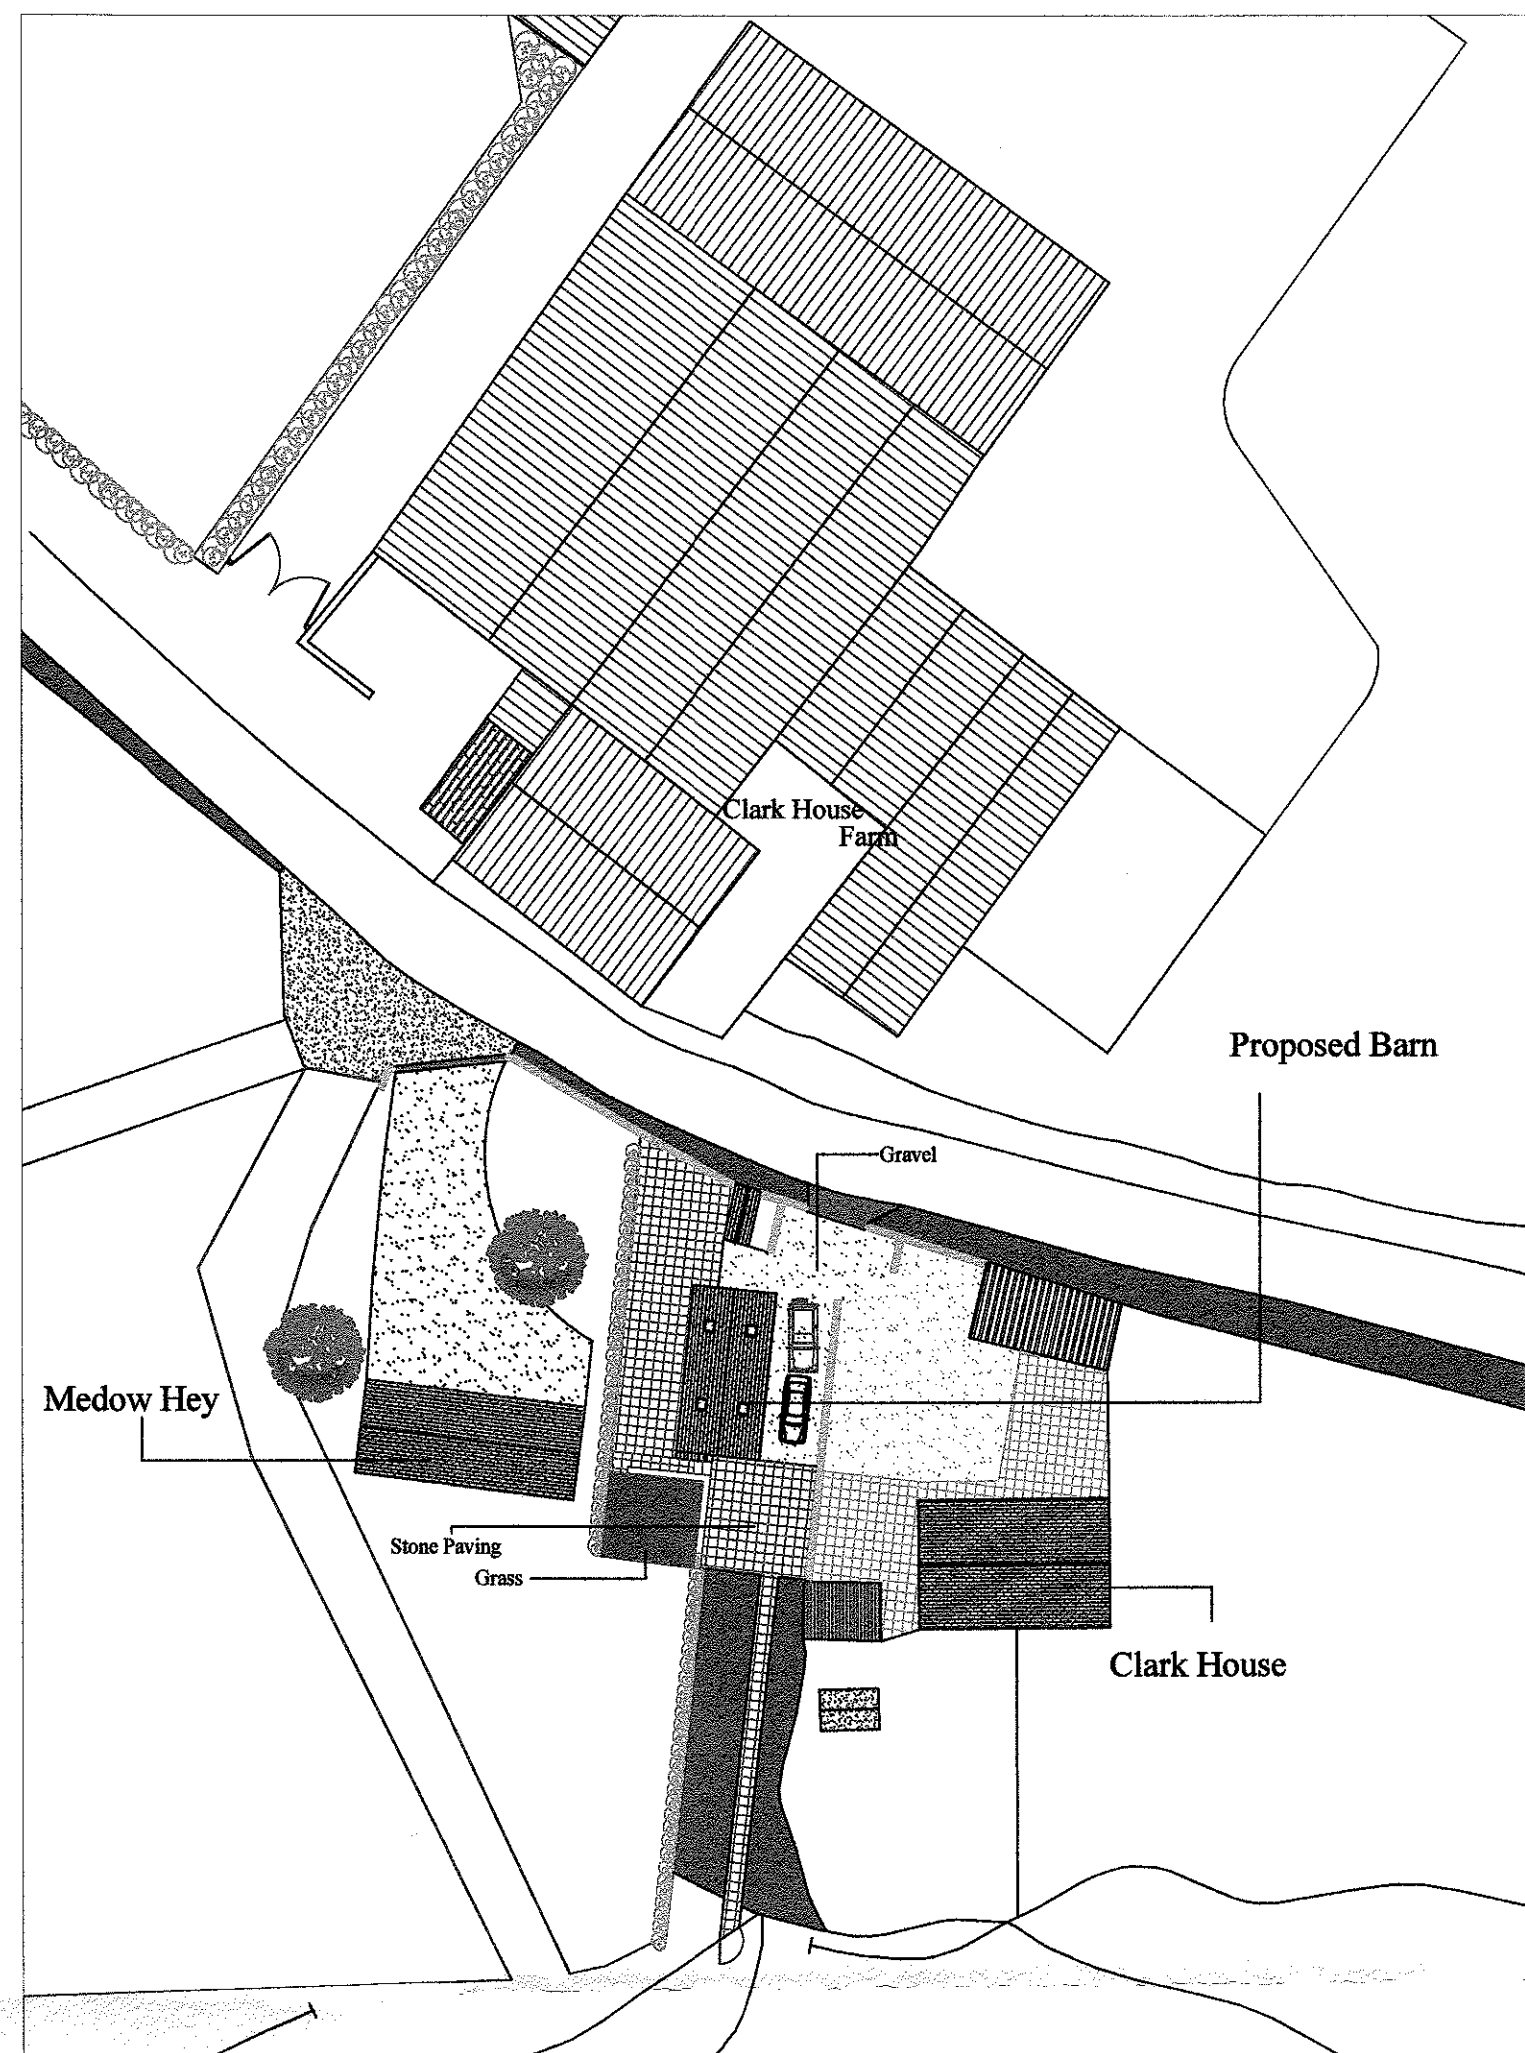 Clark House
Farm
Proposed Barn
Gravel
Medow Hey
Stone Paving
Grass
Clark House